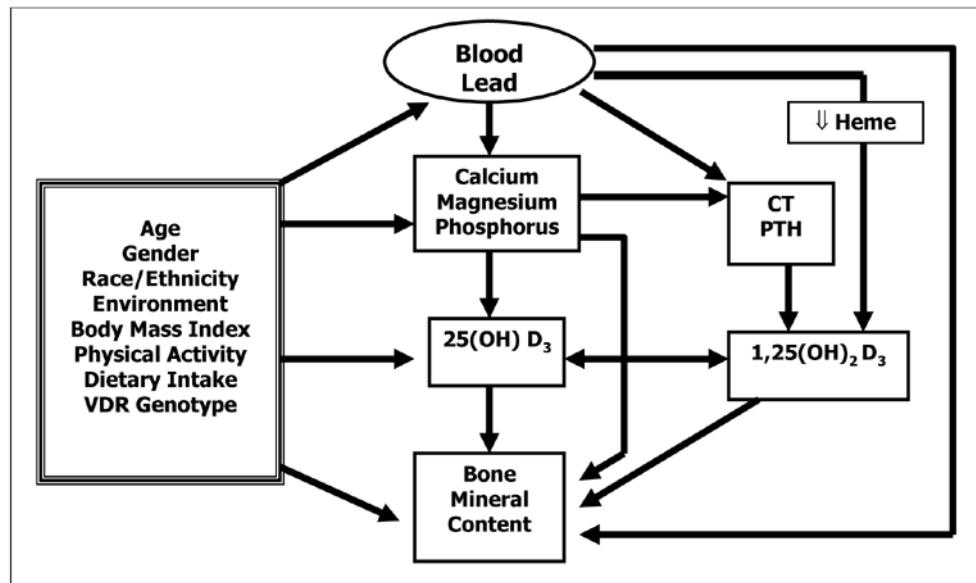 Blood
Lead
⇓ Heme
Calcium
Magnesium
Phosphorus
CT
PTH
Age
Gender
Race/Ethnicity
Environment
Body Mass Index
Physical Activity
Dietary Intake
VDR Genotype
25(OH) D₃
1,25(OH)₂ D₃
Bone
Mineral
Content